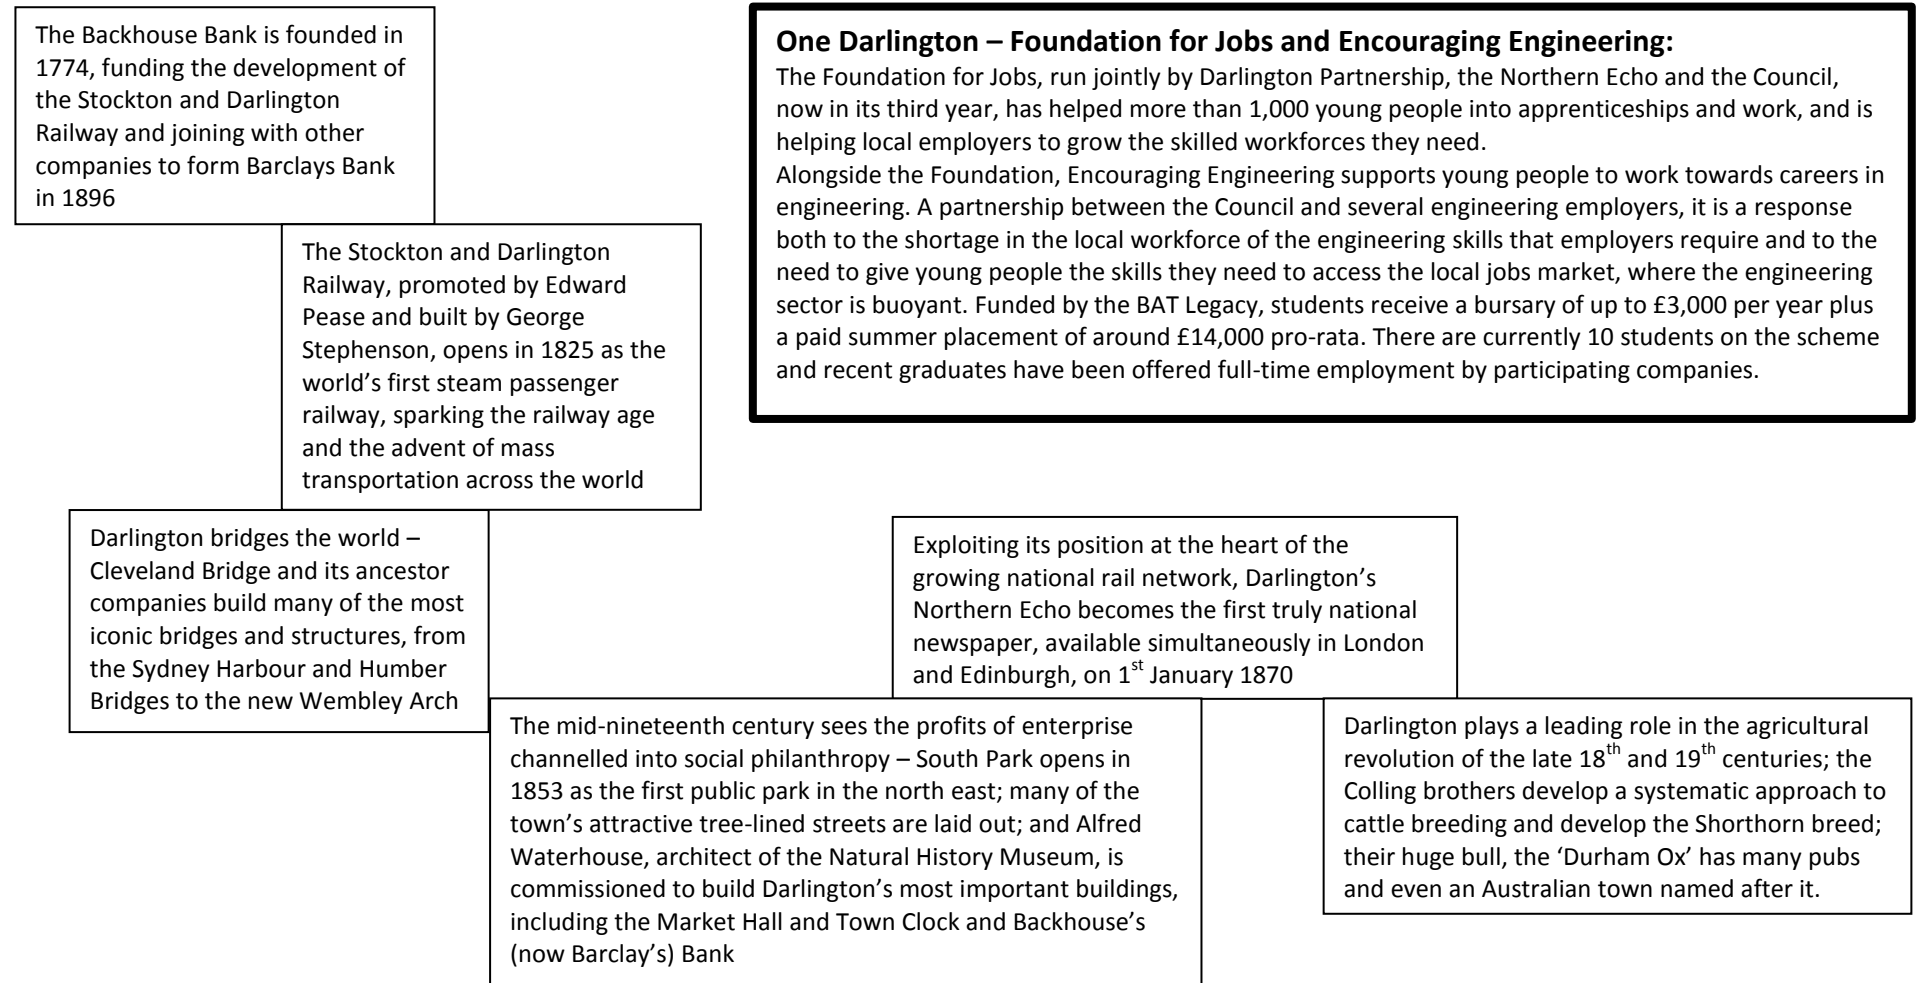 The Backhouse Bank is founded in
1774, funding the development of
the Stockton and Darlington
Railway and joining with other
companies to form Barclays Bank
in 1896
One Darlington – Foundation for Jobs and Encouraging Engineering:
The Foundation for Jobs, run jointly by Darlington Partnership, the Northern Echo and the Council,
now in its third year, has helped more than 1,000 young people into apprenticeships and work, and is
helping local employers to grow the skilled workforces they need.
Alongside the Foundation, Encouraging Engineering supports young people to work towards careers in
engineering. A partnership between the Council and several engineering employers, it is a response
both to the shortage in the local workforce of the engineering skills that employers require and to the
need to give young people the skills they need to access the local jobs market, where the engineering
sector is buoyant. Funded by the BAT Legacy, students receive a bursary of up to £3,000 per year plus
a paid summer placement of around £14,000 pro-rata. There are currently 10 students on the scheme
and recent graduates have been offered full-time employment by participating companies.
The Stockton and Darlington
Railway, promoted by Edward
Pease and built by George
Stephenson, opens in 1825 as the
world’s first steam passenger
railway, sparking the railway age
and the advent of mass
transportation across the world
Darlington bridges the world –
Cleveland Bridge and its ancestor
companies build many of the most
iconic bridges and structures, from
the Sydney Harbour and Humber
Bridges to the new Wembley Arch
Exploiting its position at the heart of the
growing national rail network, Darlington’s
Northern Echo becomes the first truly national
newspaper, available simultaneously in London
and Edinburgh, on 1st January 1870
The mid-nineteenth century sees the profits of enterprise
channelled into social philanthropy – South Park opens in
1853 as the first public park in the north east; many of the
town’s attractive tree-lined streets are laid out; and Alfred
Waterhouse, architect of the Natural History Museum, is
commissioned to build Darlington’s most important buildings,
including the Market Hall and Town Clock and Backhouse’s
(now Barclay’s) Bank
Darlington plays a leading role in the agricultural
revolution of the late 18th and 19th centuries; the
Colling brothers develop a systematic approach to
cattle breeding and develop the Shorthorn breed;
their huge bull, the ‘Durham Ox’ has many pubs
and even an Australian town named after it.